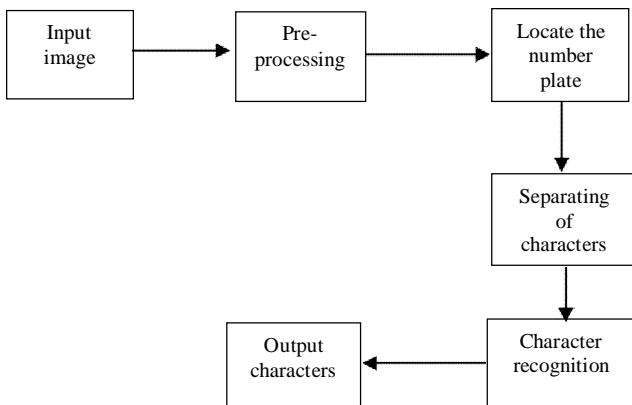 Input
image
Pre-
processing
Locate the
number
plate
Separating
of
characters
Character
recognition
Output
characters